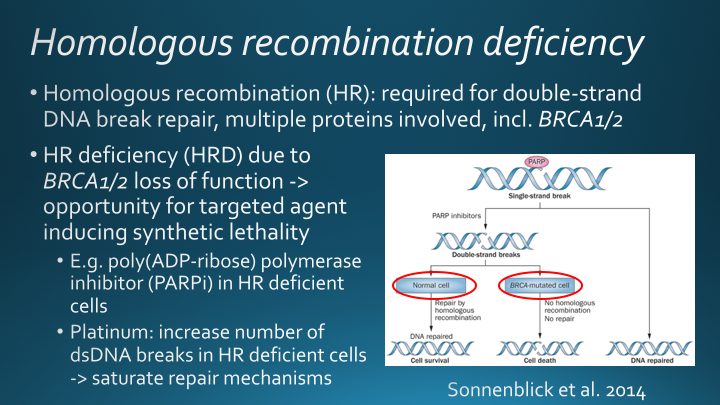 Homologous recombination deficiency
• Homologous recombination (HR): required for double-strand
DNA break repair, multiple proteins involved, incl. BRCA1/2
• HR deficiency (HRD) due to
BRCA1/2 loss of function ->
opportunity for targeted agent
inducing synthetic lethality
• E.g. poly(ADP-ribose) polymerase
inhibitor (PARPi) in HR deficient
cells
• Platinum: increase number of
dsDNA breaks in HR deficient cells
-> saturate repair mechanisms
PARP
Single-strand break
PARP inhibitors
Double-strand breaks
Normal cell
BRCA-mutated cell
Repair by
homologous
recombination
No homologous
recombination
No repair
DNA repaired
Cell survival
Cell death
DNA repaired
Sonnenblick et al. 2014